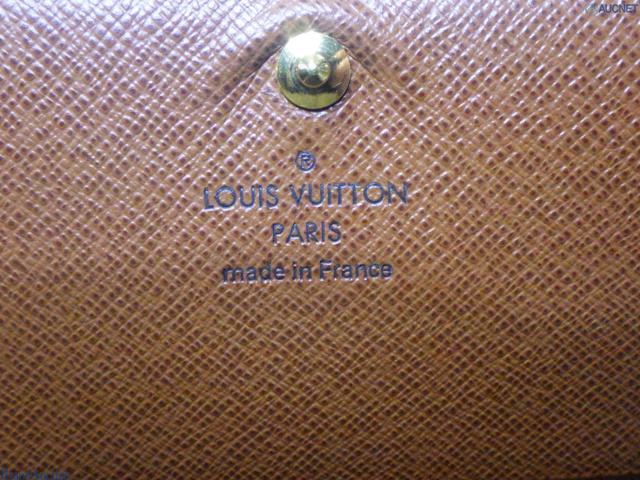 AUCNET
®
LOUIS VUITTON
PARIS
made in France